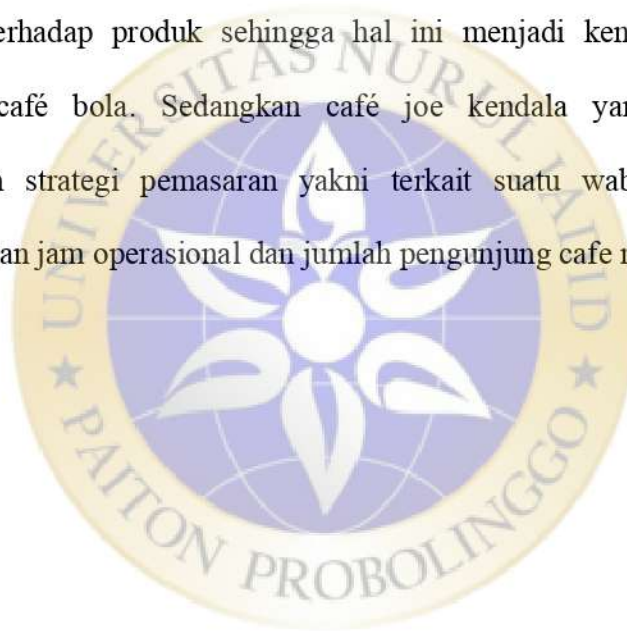 erhadap produk sehingga hal ini menjadi ken
café bola. Sedangkan café joe kendala yan
strategi pemasaran yakni terkait suatu wab
an jam operasional dan jumlah pengunjung cafe
UNIVERSITAS NURUL JADID
PAITON PROBOLINGGO